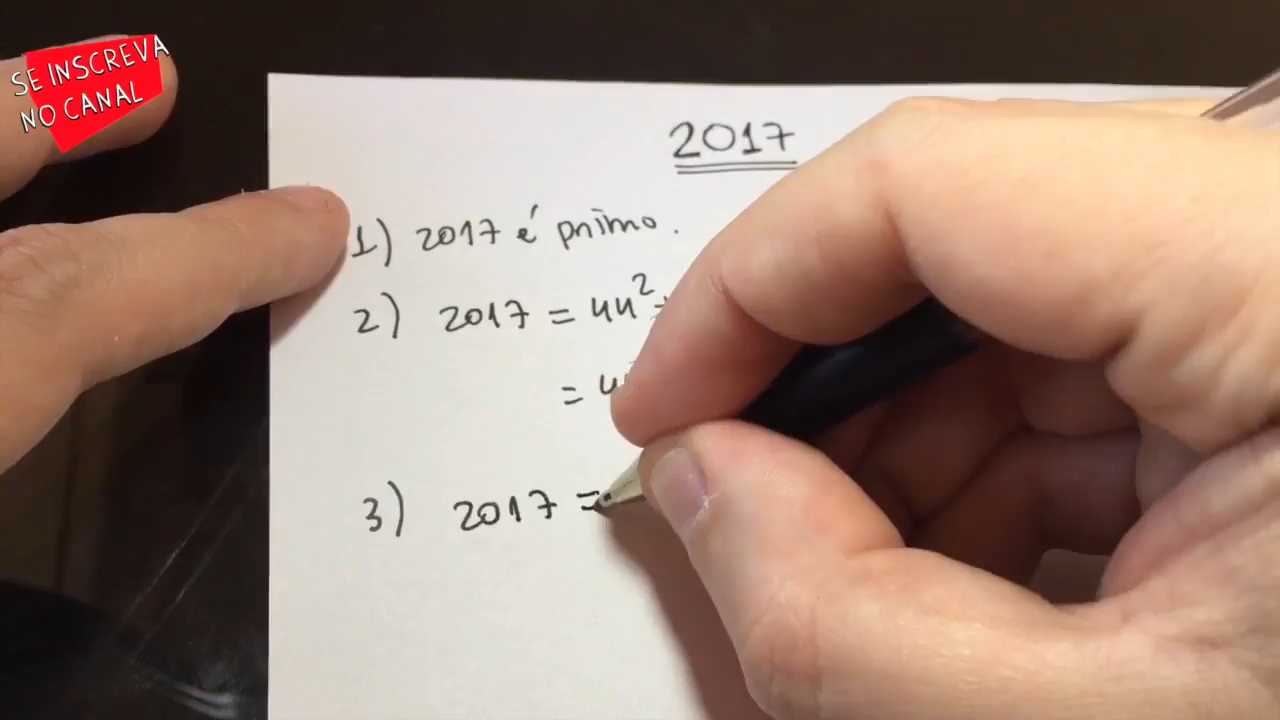 SE INSCREVA
NO CANAL
2017
1) 2017 é primo.
2) 2017 = 44² +
= 4
3) 2017 =